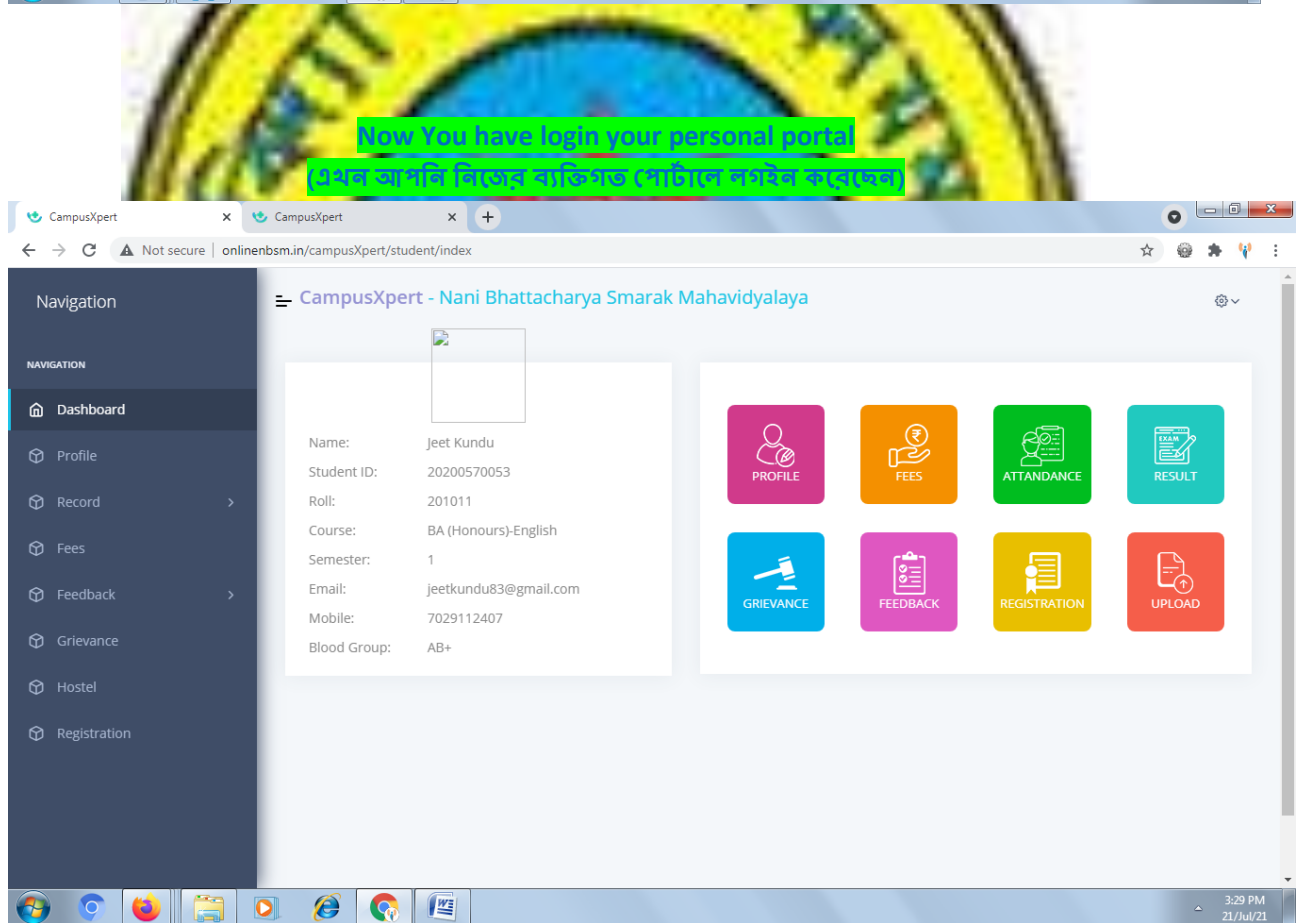 Now You have login your personal portal
(এখন আপনি নিজের ব্যক্তিগত পোর্টালে লগইন করেছেন)
CampusXpert
CampusXpert
Not secure | onlinenbsm.in/campusXpert/student/index
Navigation
CampusXpert - Nani Bhattacharya Smarak Mahavidyalaya
NAVIGATION
Dashboard
Profile
Record
Fees
Feedback
Grievance
Hostel
Registration
Name: Jeet Kundu
Student ID: 20200570053
Roll: 201011
Course: BA (Honours)-English
Semester: 1
Email: jeetkundu83@gmail.com
Mobile: 7029112407
Blood Group: AB+
PROFILE
FEES
ATTANDANCE
EXAM
RESULT
GRIEVANCE
FEEDBACK
REGISTRATION
UPLOAD
3:29 PM
21/Jul/21